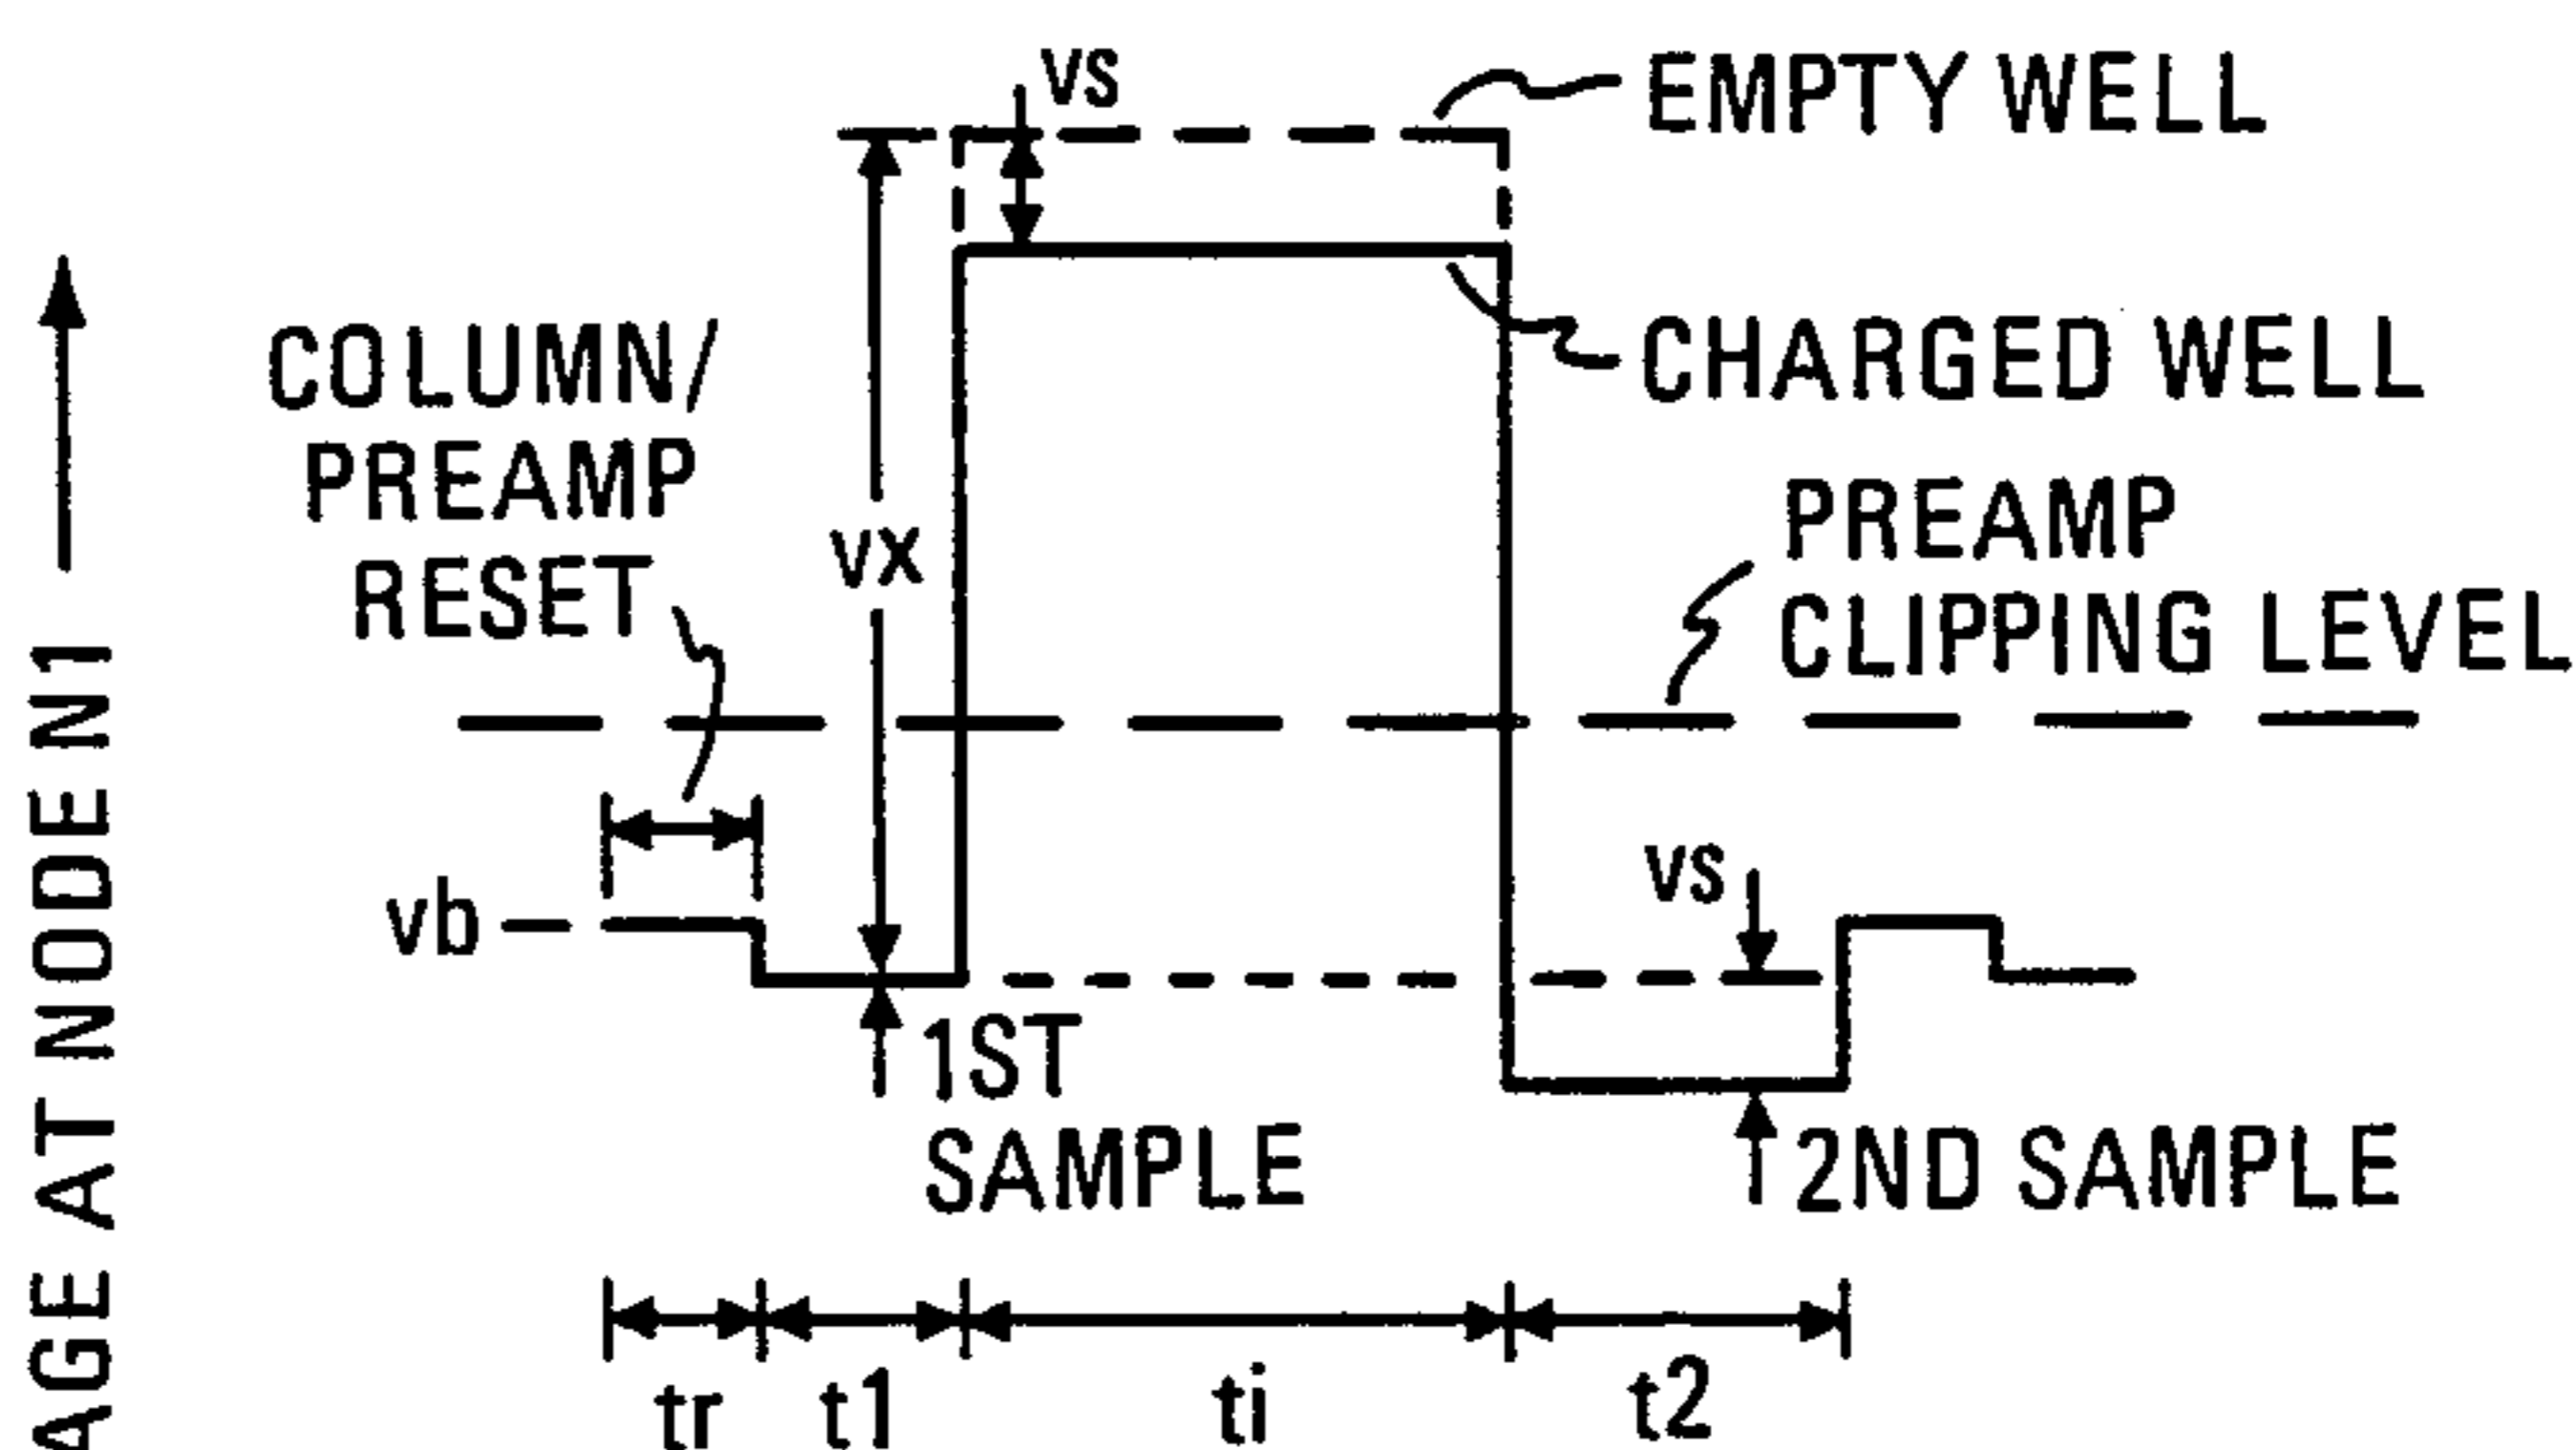 vs
EMPTY WELL
COLUMN/
PREAMP
RESET
CHARGED WELL
vx
PREAMP
CLIPPING LEVEL
vb
vs
1ST
SAMPLE
2ND SAMPLE
tr
t1
ti
t2
AGE AT NODE N1